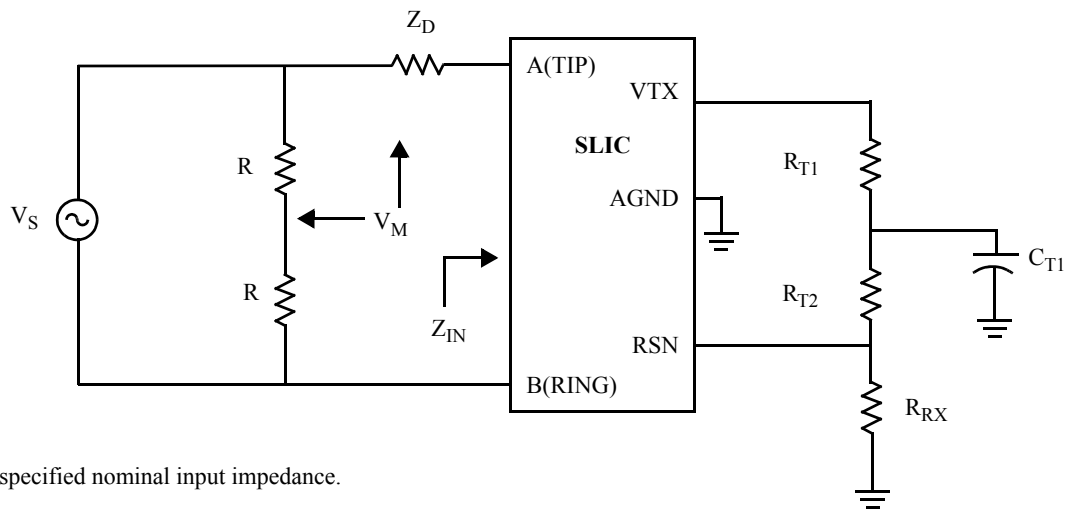 Z_D
A(TIP)
VTX
SLIC
R
R_T1
AGND
V_S
V_M
C_T1
R
R_T2
Z_IN
RSN
B(RING)
R_RX
specified nominal input impedance.